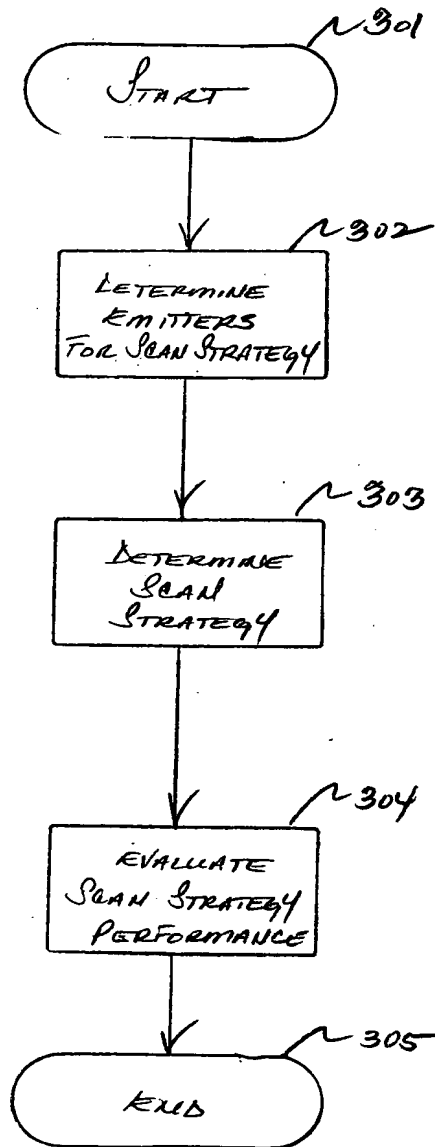 301
START
302
DETERMINE
EMITTERS
FOR SCAN STRATEGY
303
DETERMINE
SCAN
STRATEGY
304
EVALUATE
SCAN STRATEGY
PERFORMANCE
305
END